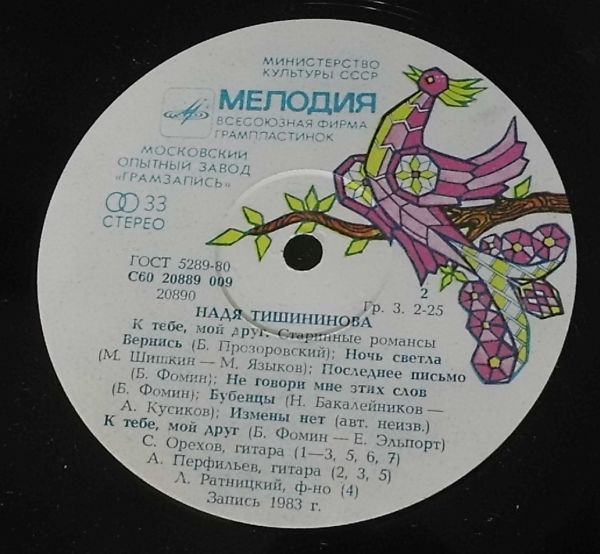 МИНИСТЕРСТВО
КУЛЬТУРЫ СССР
МЕЛОДИЯ
ВСЕСОЮЗНАЯ ФИРМА
ГРАМПЛАСТИНОК
МОСКОВСКИЙ
ОПЫТНЫЙ ЗАВОД
«ГРАМЗАПИСЬ»
33
СТЕРЕО
ГОСТ 5289-80
С60 20889 009
20890
2
Гр. 3. 2-25
НАДЯ ТИШИНИНОВА
К тебе, мой друг. Старинные романсы
Вернись (Б. Прозоровский); Ночь светла
(М. Шишкин — М. Языков); Последнее письмо
(Б. Фомин); Не говори мне этих слов
(Б. Фомин); Бубенцы (Н. Бакалейников —
А. Кусиков); Измены нет (авт. неизв.)
К тебе, мой друг (Б. Фомин — Е. Эльпорт)
С. Орехов, гитара (1—3, 5, 6, 7)
А. Перфильев, гитара (2, 3, 5)
Л. Ратницкий, ф-но (4)
Запись 1983 г.